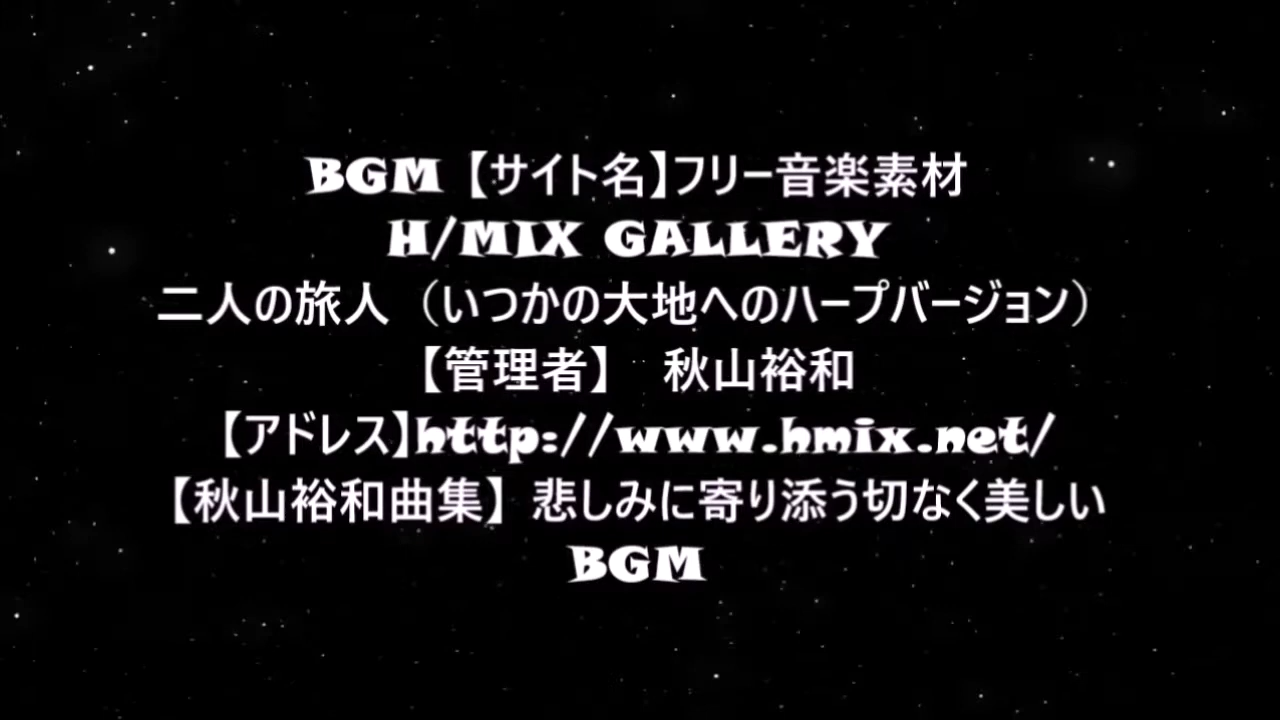 BGM 【サイト名】フリー音楽素材
H/MIX GALLERY
二人の旅人 （いつかの大地へのハープバージョン）
【管理者】　秋山裕和
【アドレス】http://www.hmix.net/
【秋山裕和曲集】 悲しみに寄り添う切なく美しい
BGM